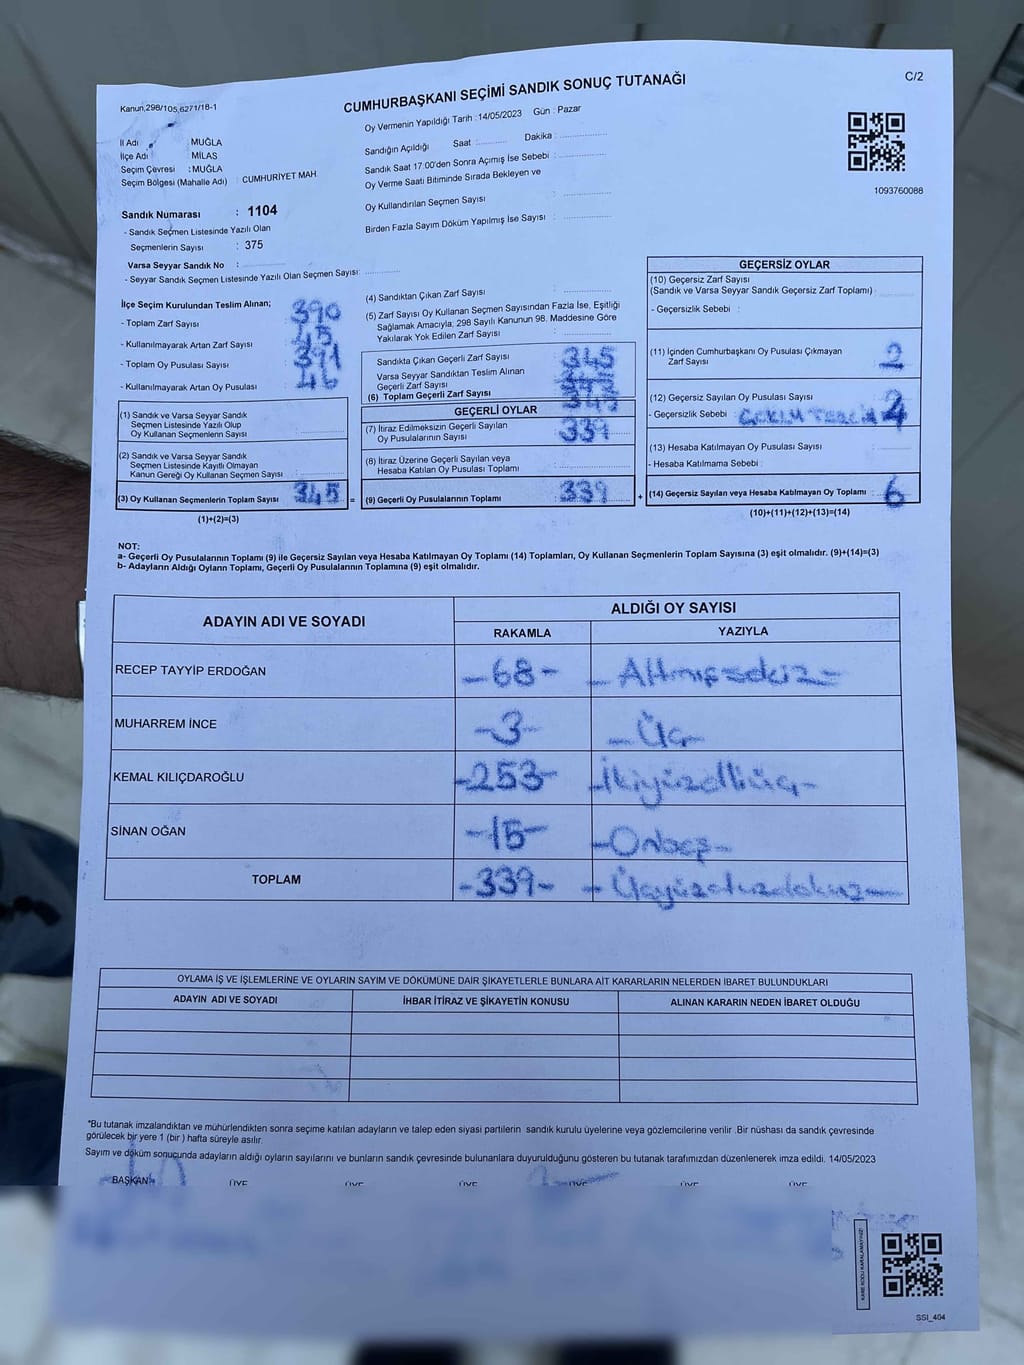 C/2
Kanun,298/105,6271/18-1
CUMHURBAŞKANI SEÇİMİ SANDIK SONUÇ TUTANAĞI
Oy Vermenin Yapıldığı Tarih : 14/05/2023 Gün : Pazar
İl Adı : MUĞLA
İlçe Adı : MİLAS
Seçim Çevresi : MUĞLA
Seçim Bölgesi (Mahalle Adı) CUMHURİYET MAH.
Sandık Numarası : 1104
- Sandık Seçmen Listesinde Yazılı Olan
Seçmenlerin Sayısı : 375
Varsa Seyyar Sandık No :
- Seyyar Sandık Seçmen Listesinde Yazılı Olan Seçmen Sayısı:
Sandığın Açıldığı Saat : Dakika :
Sandık Saat 17:00'den Sonra Açımış İse Sebebi :
Oy Verme Saati Bitiminde Sırada Bekleyen ve
Oy Kullandırılan Seçmen Sayısı :
Birden Fazla Sayım Döküm Yapılmış İse Sayısı :
1093760088
İlçe Seçim Kurulundan Teslim Alınan;
- Toplam Zarf Sayısı : 390
- Kullanılmayarak Artan Zarf Sayısı : 45
- Toplam Oy Pusulası Sayısı : 391
- Kullanılmayarak Artan Oy Pusulası : 46
(1) Sandık ve Varsa Seyyar Sandık
Seçmen Listesinde Yazılı Olup
Oy Kullanan Seçmenlerin Sayısı :
(2) Sandık ve Varsa Seyyar Sandık
Seçmen Listesinde Kayıtlı Olmayan
Kanun Gereği Oy Kullanan Seçmen Sayısı :
(3) Oy Kullanan Seçmenlerin Toplam Sayısı : 345 =
(1)+(2)=(3)
(4) Sandıktan Çıkan Zarf Sayısı :
(5) Zarf Sayısı Oy Kullanan Seçmen Sayısından Fazla İse, Eşitliği
Sağlamak Amacıyla, 298 Sayılı Kanunun 98. Maddesine Göre
Yakılarak Yok Edilen Zarf Sayısı :
Sandıkta Çıkan Geçerli Zarf Sayısı : 345
Varsa Seyyar Sandıktan Teslim Alınan
Geçerli Zarf Sayısı :
(6) Toplam Geçerli Zarf Sayısı :
GEÇERLİ OYLAR
(7) İtiraz Edilmeksizin Geçerli Sayılan
Oy Pusulalarının Sayısı : 339
(8) İtiraz Üzerine Geçerli Sayılan veya
Hesaba Katılan Oy Pusulası Toplamı :
(9) Geçerli Oy Pusulalarının Toplamı : 339 +
GEÇERSİZ OYLAR
(10) Geçersiz Zarf Sayısı
(Sandık ve Varsa Seyyar Sandık Geçersiz Zarf Toplamı) :
- Geçersizlik Sebebi :
(11) İçinden Cumhurbaşkanı Oy Pusulası Çıkmayan
Zarf Sayısı : 2
(12) Geçersiz Sayılan Oy Pusulası Sayısı : 4
- Geçersizlik Sebebi :
(13) Hesaba Katılmayan Oy Pusulası Sayısı :
- Hesaba Katılmama Sebebi :
(14) Geçersiz Sayılan veya Hesaba Katılmayan Oy Toplamı : 6
(10)+(11)+(12)+(13)=(14)
NOT:
a- Geçerli Oy Pusulalarının Toplamı (9) ile Geçersiz Sayılan veya Hesaba Katılmayan Oy Toplamı (14) Toplamları, Oy Kullanan Seçmenlerin Toplam Sayısına (3) eşit olmalıdır. (9)+(14)=(3)
b- Adayların Aldığı Oyların Toplamı, Geçerli Oy Pusulalarının Toplamına (9) eşit olmalıdır.
ADAYIN ADI VE SOYADI ALDIĞI OY SAYISI
RAKAMLA YAZIYLA
RECEP TAYYİP ERDOĞAN -68- - Altmışsekiz -
MUHARREM İNCE -3- - Üç -
KEMAL KILIÇDAROĞLU -253- - İkiyüzelliüç -
SİNAN OĞAN -15- - Onbeş -
TOPLAM -339- - Üçyüzotuzdokuz -
OYLAMA İŞ VE İŞLEMLERİNE VE OYLARIN SAYIM VE DÖKÜMÜNE DAİR ŞİKAYETLERLE BUNLARA AİT KARARLARIN NELERDEN İBARET BULUNDUKLARI
ADAYIN ADI VE SOYADI İHBAR İTİRAZ VE ŞİKAYETİN KONUSU ALINAN KARARIN NEDEN İBARET OLDUĞU
*Bu tutanak imzalandıktan ve mühürlendikten sonra seçime katılan adayların ve talep eden siyasi partilerin sandık kurulu üyelerine veya gözlemcilerine verilir .Bir nüshası da sandık çevresinde
görülecek bir yere 1 (bir ) hafta süreyle asılır.
Sayım ve döküm sonucunda adayların aldığı oyların sayılarını ve bunların sandık çevresinde bulunanlara duyurulduğunu gösteren bu tutanak tarafımızdan düzenlenerek imza edildi. 14/05/2023
BAŞKAN ÜYE ÜYE ÜYE ÜYE ÜYE ÜYE
KARE KODU KARALAMAYINIZ!
SSI_404